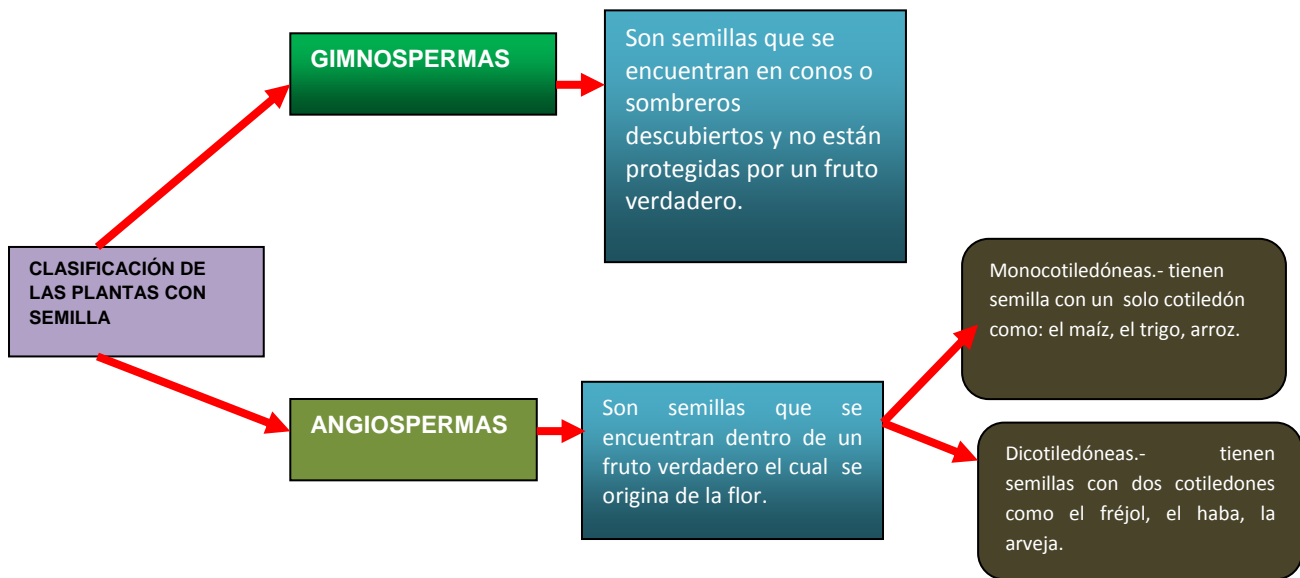 GIMNOSPERMAS
Son semillas que se
encuentran en conos o
sombreros
descubiertos y no están
protegidas por un fruto
verdadero.
CLASIFICACIÓN DE
LAS PLANTAS CON
SEMILLA
Monocotiledóneas.- tienen
semilla con un solo cotiledón
como: el maíz, el trigo, arroz.
ANGIOSPERMAS
Son semillas que se
encuentran dentro de un
fruto verdadero el cual se
origina de la flor.
Dicotiledóneas.- tienen
semillas con dos cotiledones
como el fréjol, el haba, la
arveja.